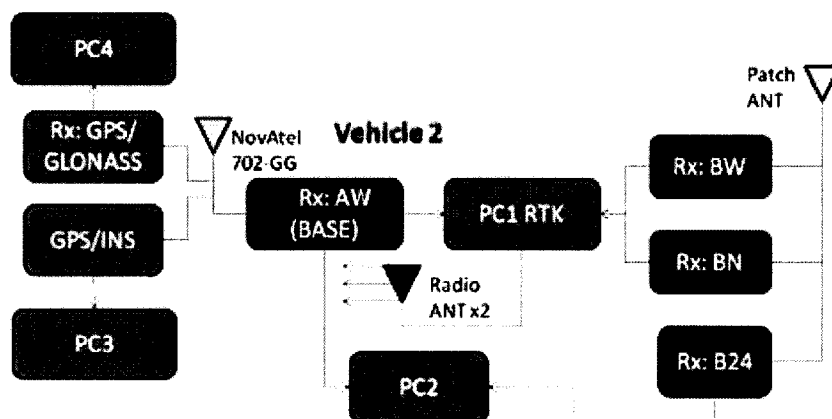 PC4
Patch
ANT
Rx: GPS/
GLONASS
NovAtel
702-GG
Vehicle 2
Rx: BW
Rx: AW
(BASE)
PC1 RTK
GPS/INS
Rx: BN
Radio
ANT x2
PC3
PC2
Rx: B24